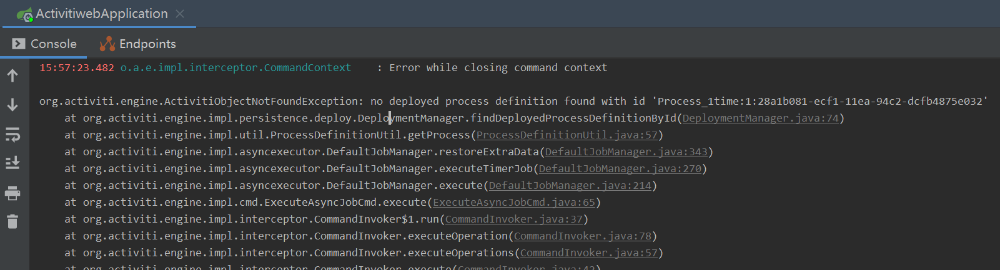 ActivitiwebApplication
Console
Endpoints
15:57:23.482 o.a.e.impl.interceptor.CommandContext : Error while closing command context
org.activiti.engine.ActivitiObjectNotFoundException: no deployed process definition found with id 'Process_1time:1:28a1b081-ecf1-11ea-94c2-dcfb4875e032'
at org.activiti.engine.impl.persistence.deploy.DeploymentManager.findDeployedProcessDefinitionById(DeploymentManager.java:74)
at org.activiti.engine.impl.util.ProcessDefinitionUtil.getProcess(ProcessDefinitionUtil.java:57)
at org.activiti.engine.impl.asyncexecutor.DefaultJobManager.restoreExtraData(DefaultJobManager.java:343)
at org.activiti.engine.impl.asyncexecutor.DefaultJobManager.executeTimerJob(DefaultJobManager.java:270)
at org.activiti.engine.impl.asyncexecutor.DefaultJobManager.execute(DefaultJobManager.java:214)
at org.activiti.engine.impl.cmd.ExecuteAsyncJobCmd.execute(ExecuteAsyncJobCmd.java:65)
at org.activiti.engine.impl.interceptor.CommandInvoker$1.run(CommandInvoker.java:37)
at org.activiti.engine.impl.interceptor.CommandInvoker.executeOperation(CommandInvoker.java:78)
at org.activiti.engine.impl.interceptor.CommandInvoker.executeOperations(CommandInvoker.java:57)
at org.activiti.engine.impl.interceptor.CommandInvoker.execute(CommandInvoker.java:42)